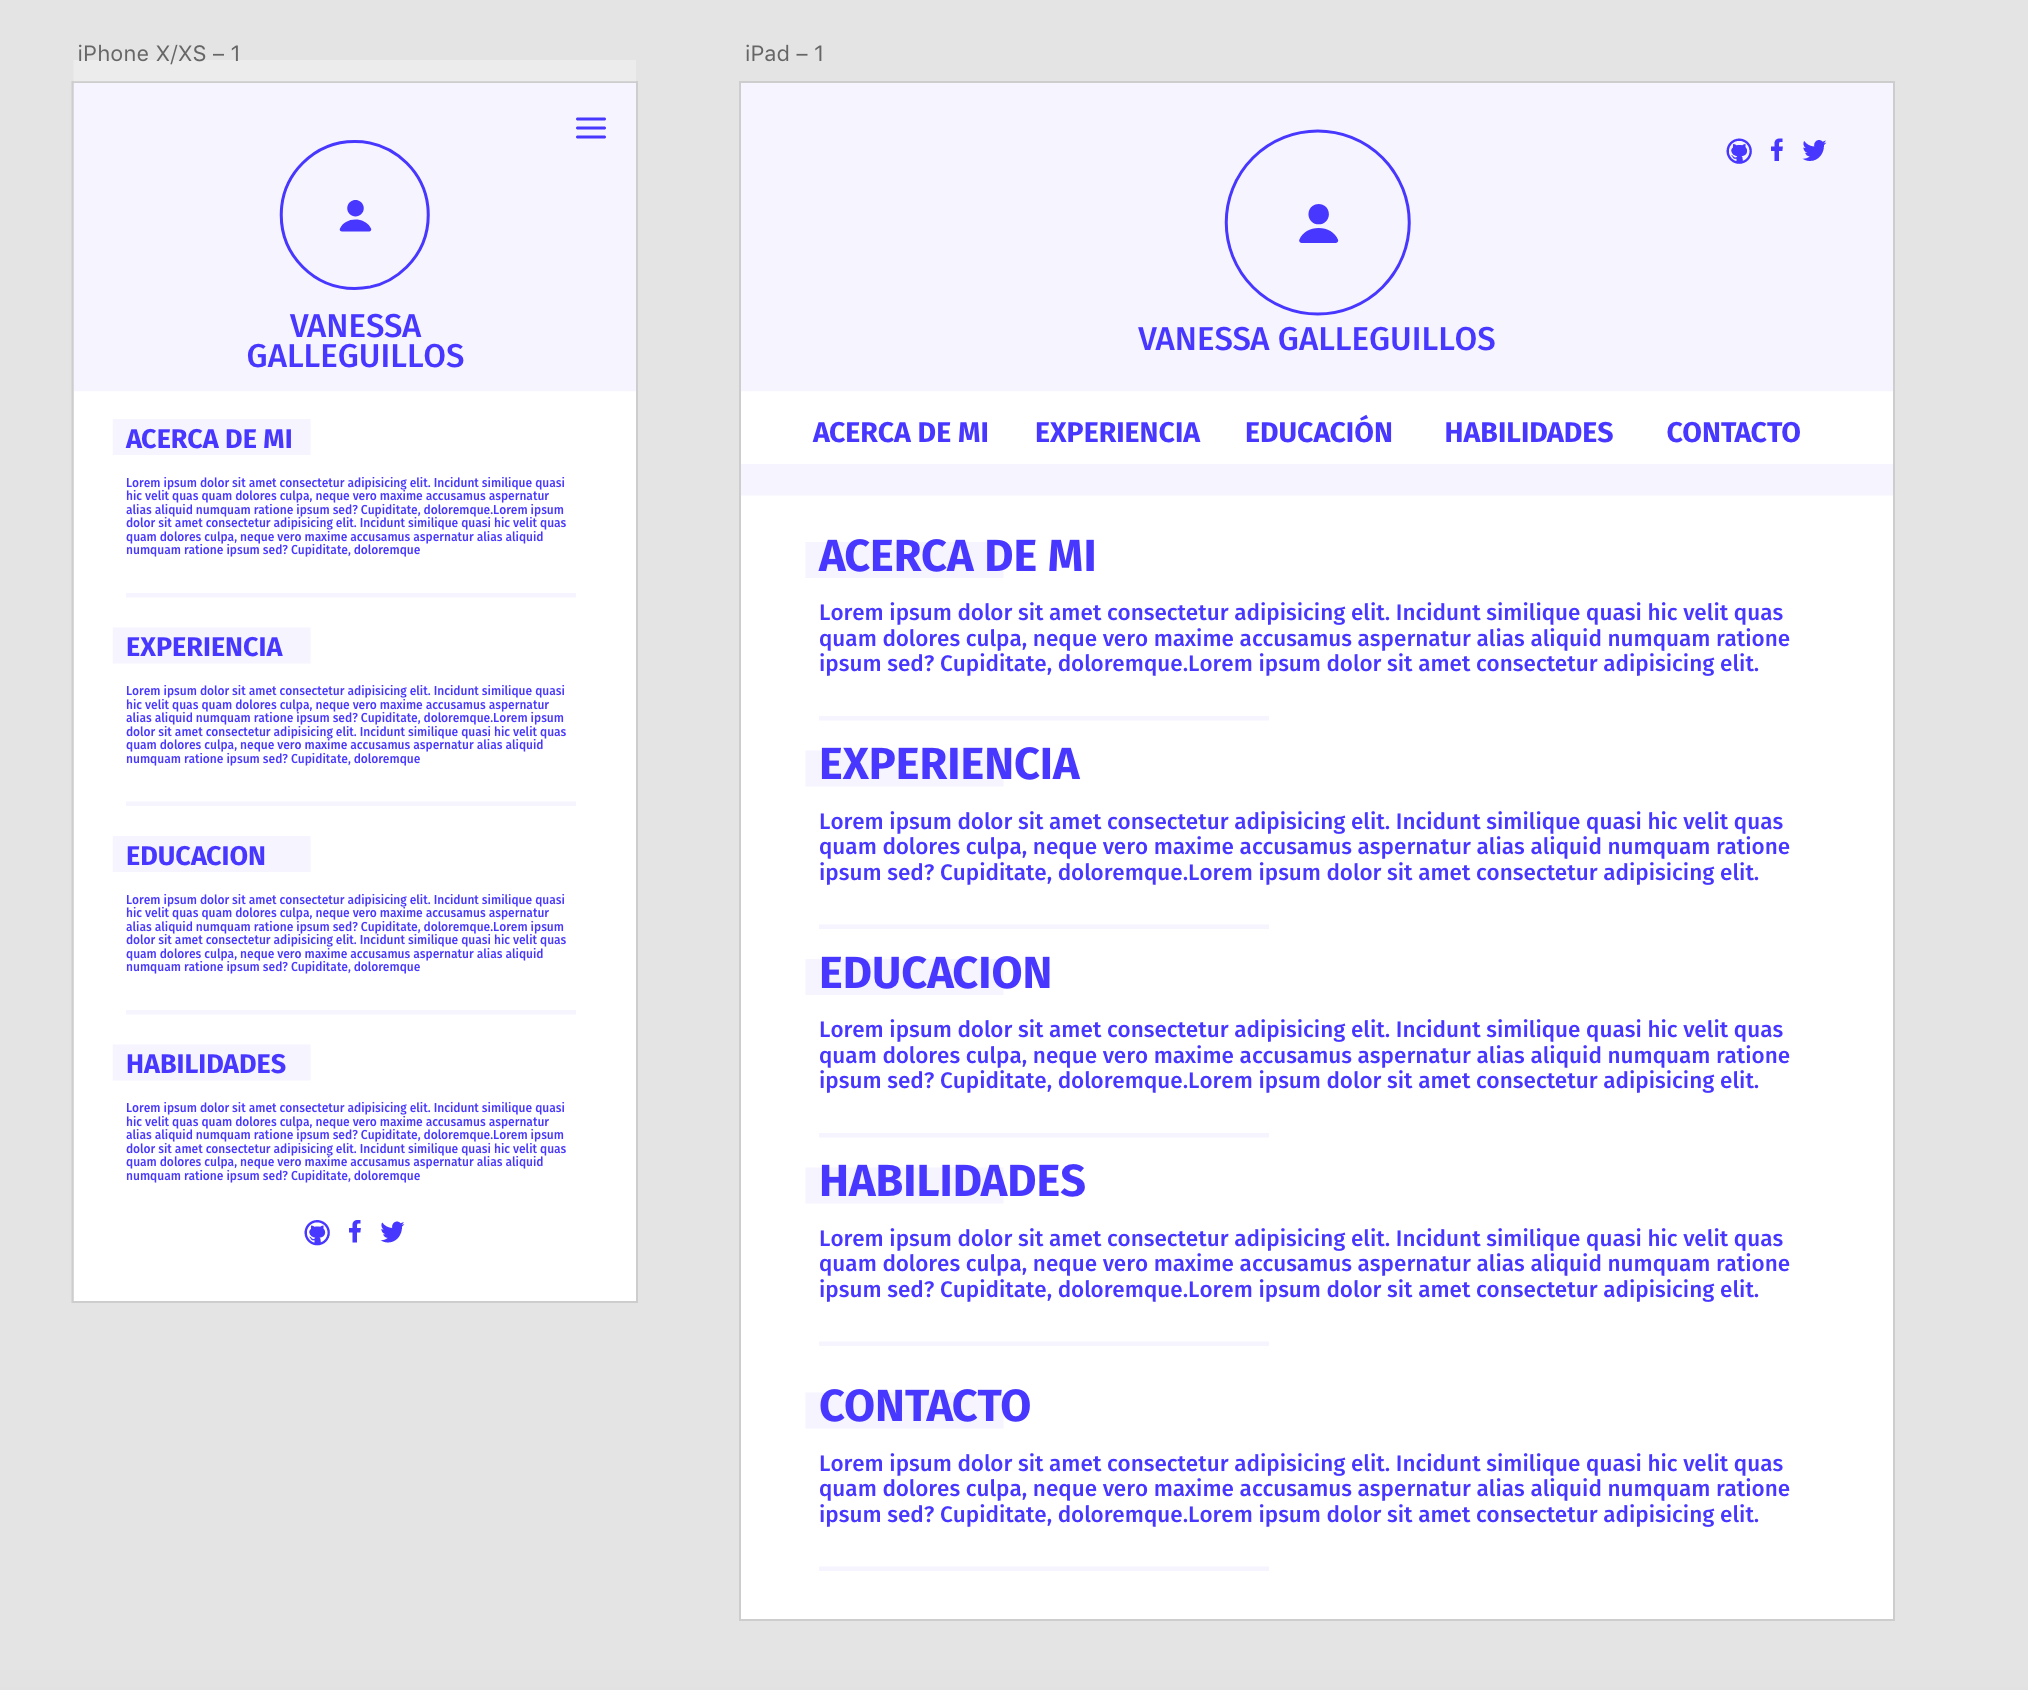 iPhone X/XS – 1
VANESSA
GALLEGUILLOS
ACERCA DE MI
Lorem ipsum dolor sit amet consectetur adipisicing elit. Incidunt similique quasi
hic velit quas quam dolores culpa, neque vero maxime accusamus aspernatur
alias aliquid numquam ratione ipsum sed? Cupiditate, doloremque.Lorem ipsum
dolor sit amet consectetur adipisicing elit. Incidunt similique quasi hic velit quas
quam dolores culpa, neque vero maxime accusamus aspernatur alias aliquid
numquam ratione ipsum sed? Cupiditate, doloremque
EXPERIENCIA
Lorem ipsum dolor sit amet consectetur adipisicing elit. Incidunt similique quasi
hic velit quas quam dolores culpa, neque vero maxime accusamus aspernatur
alias aliquid numquam ratione ipsum sed? Cupiditate, doloremque.Lorem ipsum
dolor sit amet consectetur adipisicing elit. Incidunt similique quasi hic velit quas
quam dolores culpa, neque vero maxime accusamus aspernatur alias aliquid
numquam ratione ipsum sed? Cupiditate, doloremque
EDUCACION
Lorem ipsum dolor sit amet consectetur adipisicing elit. Incidunt similique quasi
hic velit quas quam dolores culpa, neque vero maxime accusamus aspernatur
alias aliquid numquam ratione ipsum sed? Cupiditate, doloremque.Lorem ipsum
dolor sit amet consectetur adipisicing elit. Incidunt similique quasi hic velit quas
quam dolores culpa, neque vero maxime accusamus aspernatur alias aliquid
numquam ratione ipsum sed? Cupiditate, doloremque
HABILIDADES
Lorem ipsum dolor sit amet consectetur adipisicing elit. Incidunt similique quasi
hic velit quas quam dolores culpa, neque vero maxime accusamus aspernatur
alias aliquid numquam ratione ipsum sed? Cupiditate, doloremque.Lorem ipsum
dolor sit amet consectetur adipisicing elit. Incidunt similique quasi hic velit quas
quam dolores culpa, neque vero maxime accusamus aspernatur alias aliquid
numquam ratione ipsum sed? Cupiditate, doloremque
iPad – 1
VANESSA GALLEGUILLOS
ACERCA DE MI EXPERIENCIA EDUCACIÓN HABILIDADES CONTACTO
ACERCA DE MI
Lorem ipsum dolor sit amet consectetur adipisicing elit. Incidunt similique quasi hic velit quas
quam dolores culpa, neque vero maxime accusamus aspernatur alias aliquid numquam ratione
ipsum sed? Cupiditate, doloremque.Lorem ipsum dolor sit amet consectetur adipisicing elit.
EXPERIENCIA
Lorem ipsum dolor sit amet consectetur adipisicing elit. Incidunt similique quasi hic velit quas
quam dolores culpa, neque vero maxime accusamus aspernatur alias aliquid numquam ratione
ipsum sed? Cupiditate, doloremque.Lorem ipsum dolor sit amet consectetur adipisicing elit.
EDUCACION
Lorem ipsum dolor sit amet consectetur adipisicing elit. Incidunt similique quasi hic velit quas
quam dolores culpa, neque vero maxime accusamus aspernatur alias aliquid numquam ratione
ipsum sed? Cupiditate, doloremque.Lorem ipsum dolor sit amet consectetur adipisicing elit.
HABILIDADES
Lorem ipsum dolor sit amet consectetur adipisicing elit. Incidunt similique quasi hic velit quas
quam dolores culpa, neque vero maxime accusamus aspernatur alias aliquid numquam ratione
ipsum sed? Cupiditate, doloremque.Lorem ipsum dolor sit amet consectetur adipisicing elit.
CONTACTO
Lorem ipsum dolor sit amet consectetur adipisicing elit. Incidunt similique quasi hic velit quas
quam dolores culpa, neque vero maxime accusamus aspernatur alias aliquid numquam ratione
ipsum sed? Cupiditate, doloremque.Lorem ipsum dolor sit amet consectetur adipisicing elit.